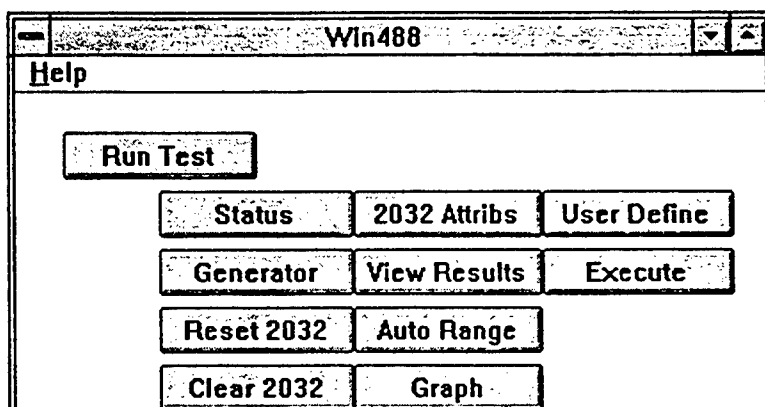 Win488
Help
Run Test
Status 2032 Attribs User Define
Generator View Results Execute
Reset 2032 Auto Range
Clear 2032 Graph